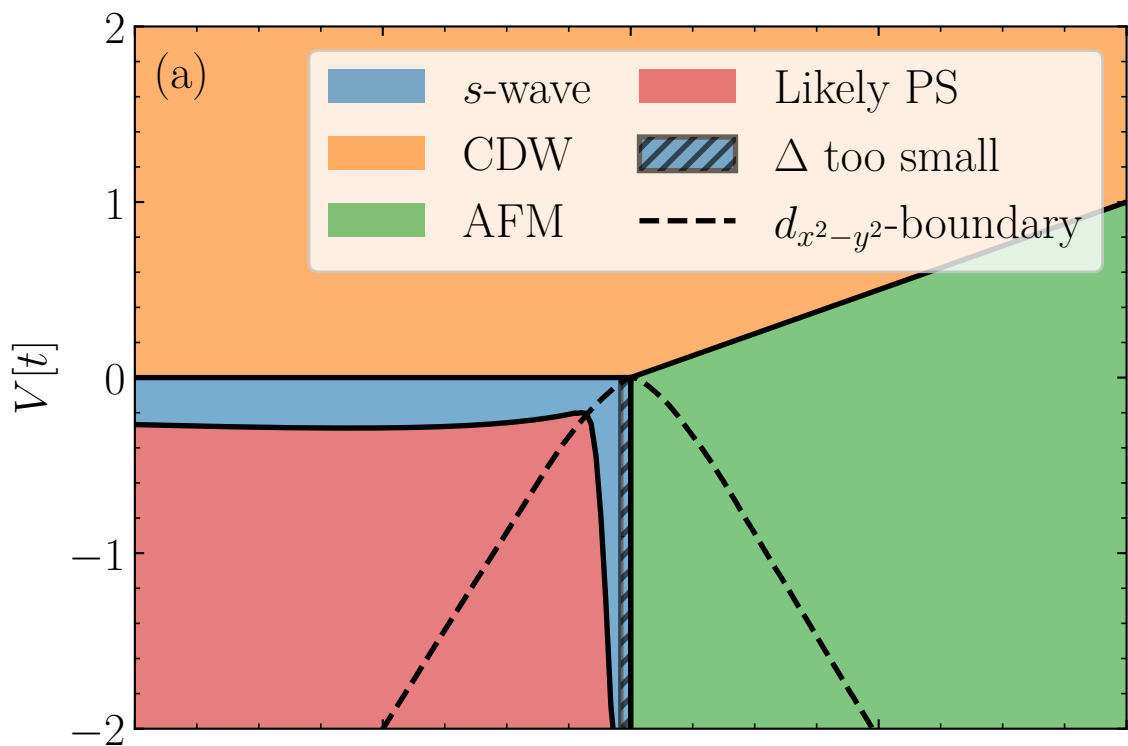 (a)
s-wave
CDW
AFM
Likely PS
Δ too small
d_{x²−y²}-boundary
2
1
0
−1
−2
V[t]